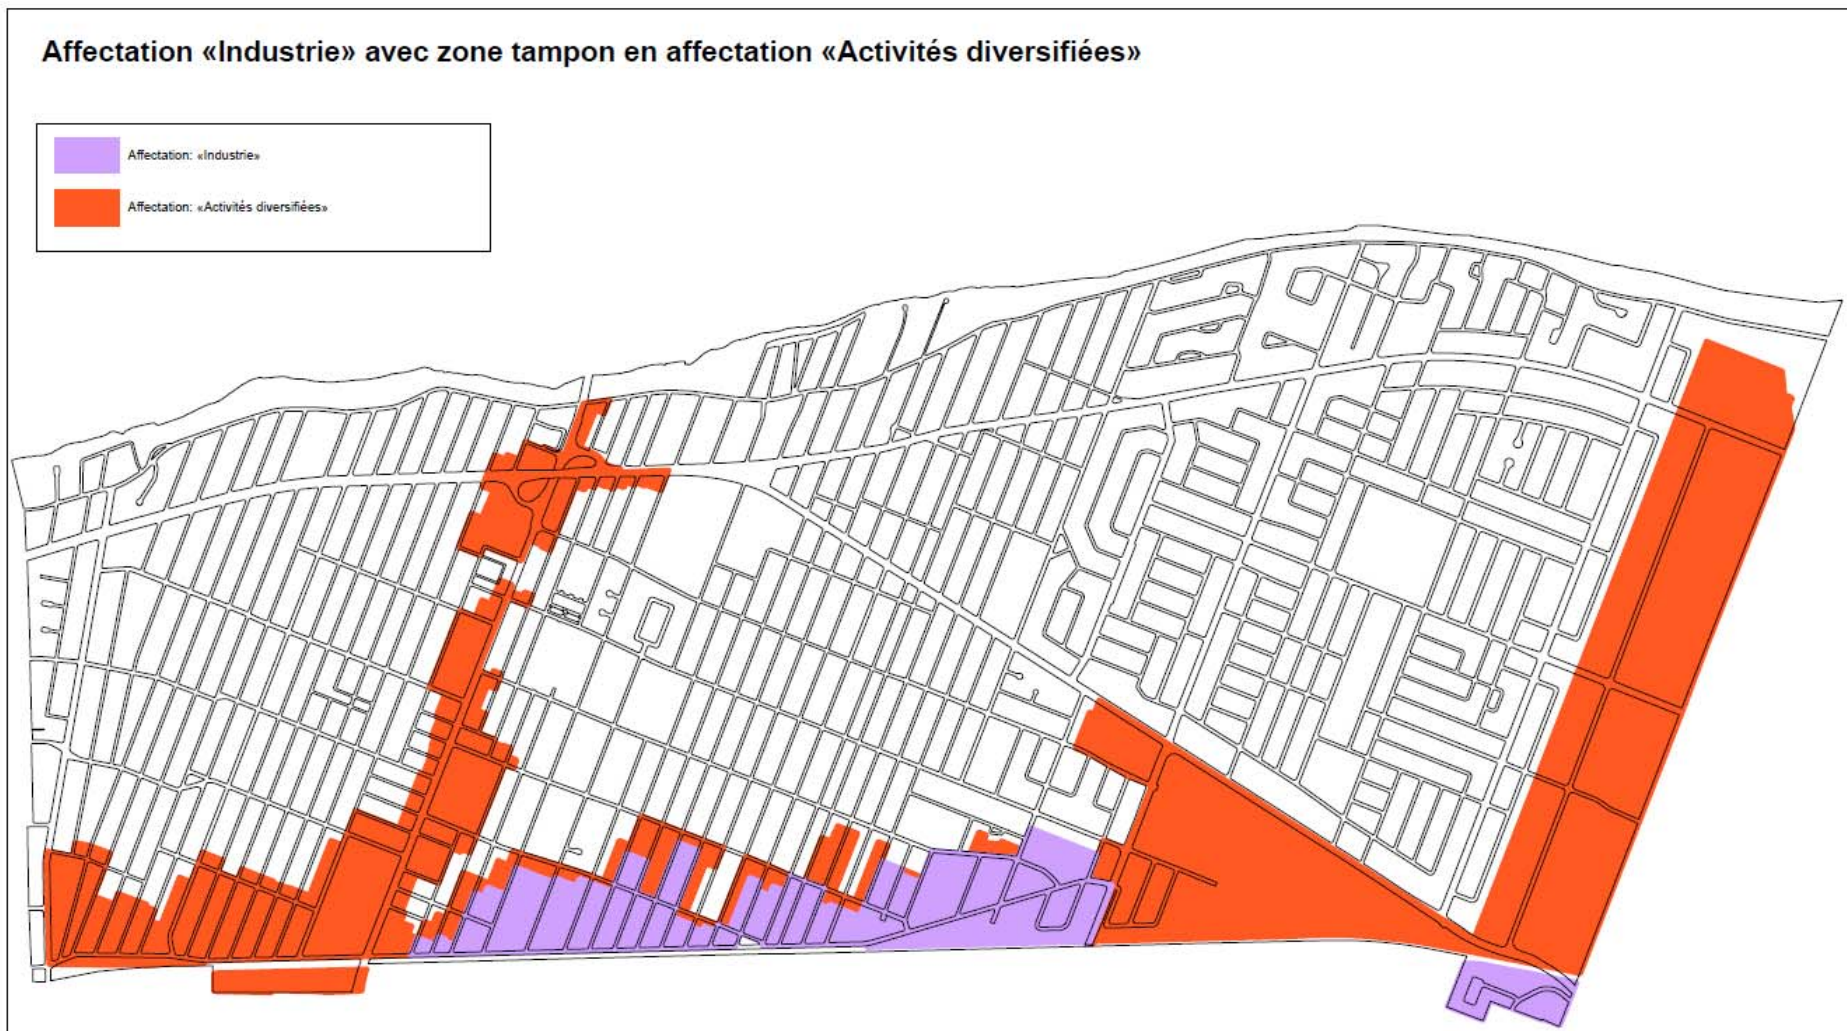 Affectation «Industrie» avec zone tampon en affectation «Activités diversifiées»
Affectation: «Industrie»
Affectation: «Activités diversifiées»